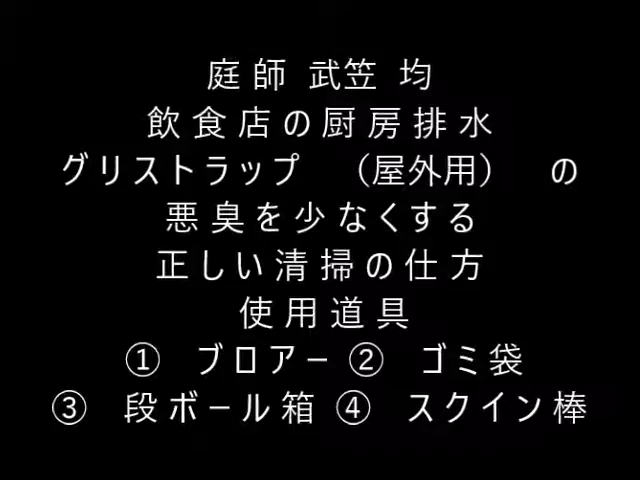 庭師 武笠 均
飲食店の厨房排水
グリストラップ （屋外用） の
悪臭を少なくする
正しい清掃の仕方
使用道具
① ブロアー ② ゴミ袋
③ 段ボール箱 ④ スクイン棒